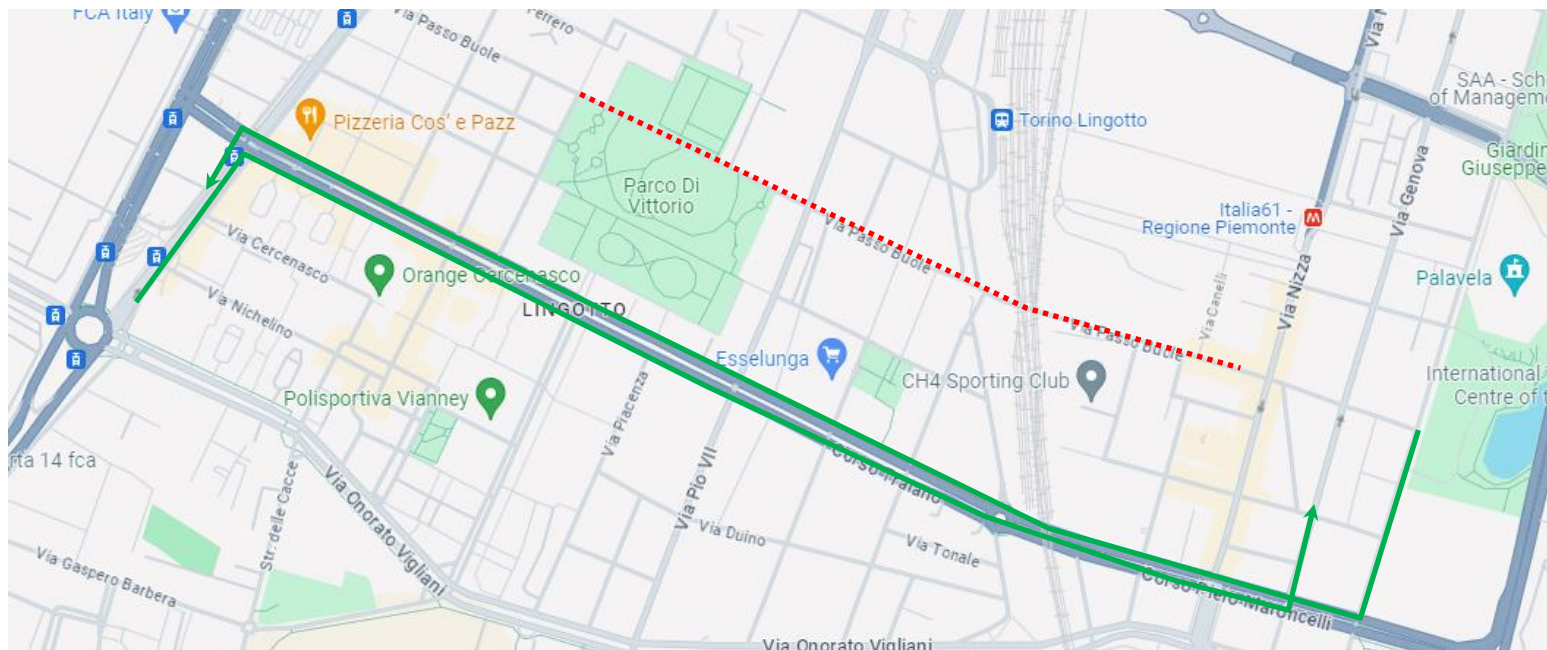 FCA Italy
Via Passo Buole
Ferrero
Pizzeria Cos' e Pazz
Torino Lingotto
SAA - Sch
of Managem
Giardin
Giuseppe
Via Genova
Parco Di
Vittorio
Italia61 -
Regione Piemonte
Via Passo Buole
Via Cercenasco
Orange Cercenasco
Palavela
LINGOTTO
Via Nizza
Via Canelli
Via Nichelino
Via Passo Buole
Esselunga
CH4 Sporting Club
International
Centre of t
Polisportiva Vianney
Via Piacenza
rta 14 fca
Via Pio VII
Corso Traiano
Str. delle Cacce
Via Onorato Vigliani
Via Duino
Via Tonale
Via Gaspero Barbera
Corso Piero Maroncelli
Via Onorato Vigliani